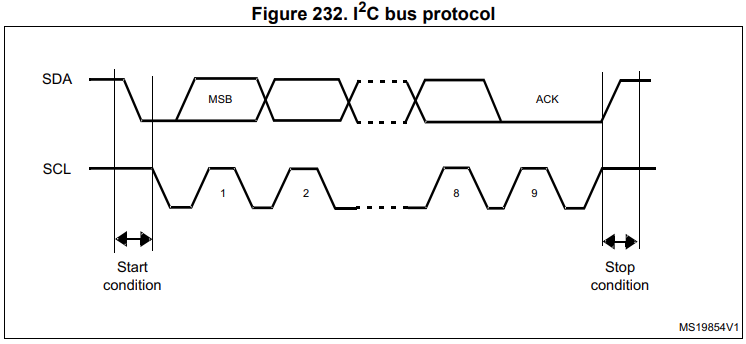 Figure 232. I²C bus protocol
SDA
MSB
ACK
SCL
1
2
8
9
Start
condition
Stop
condition
MS19854V1